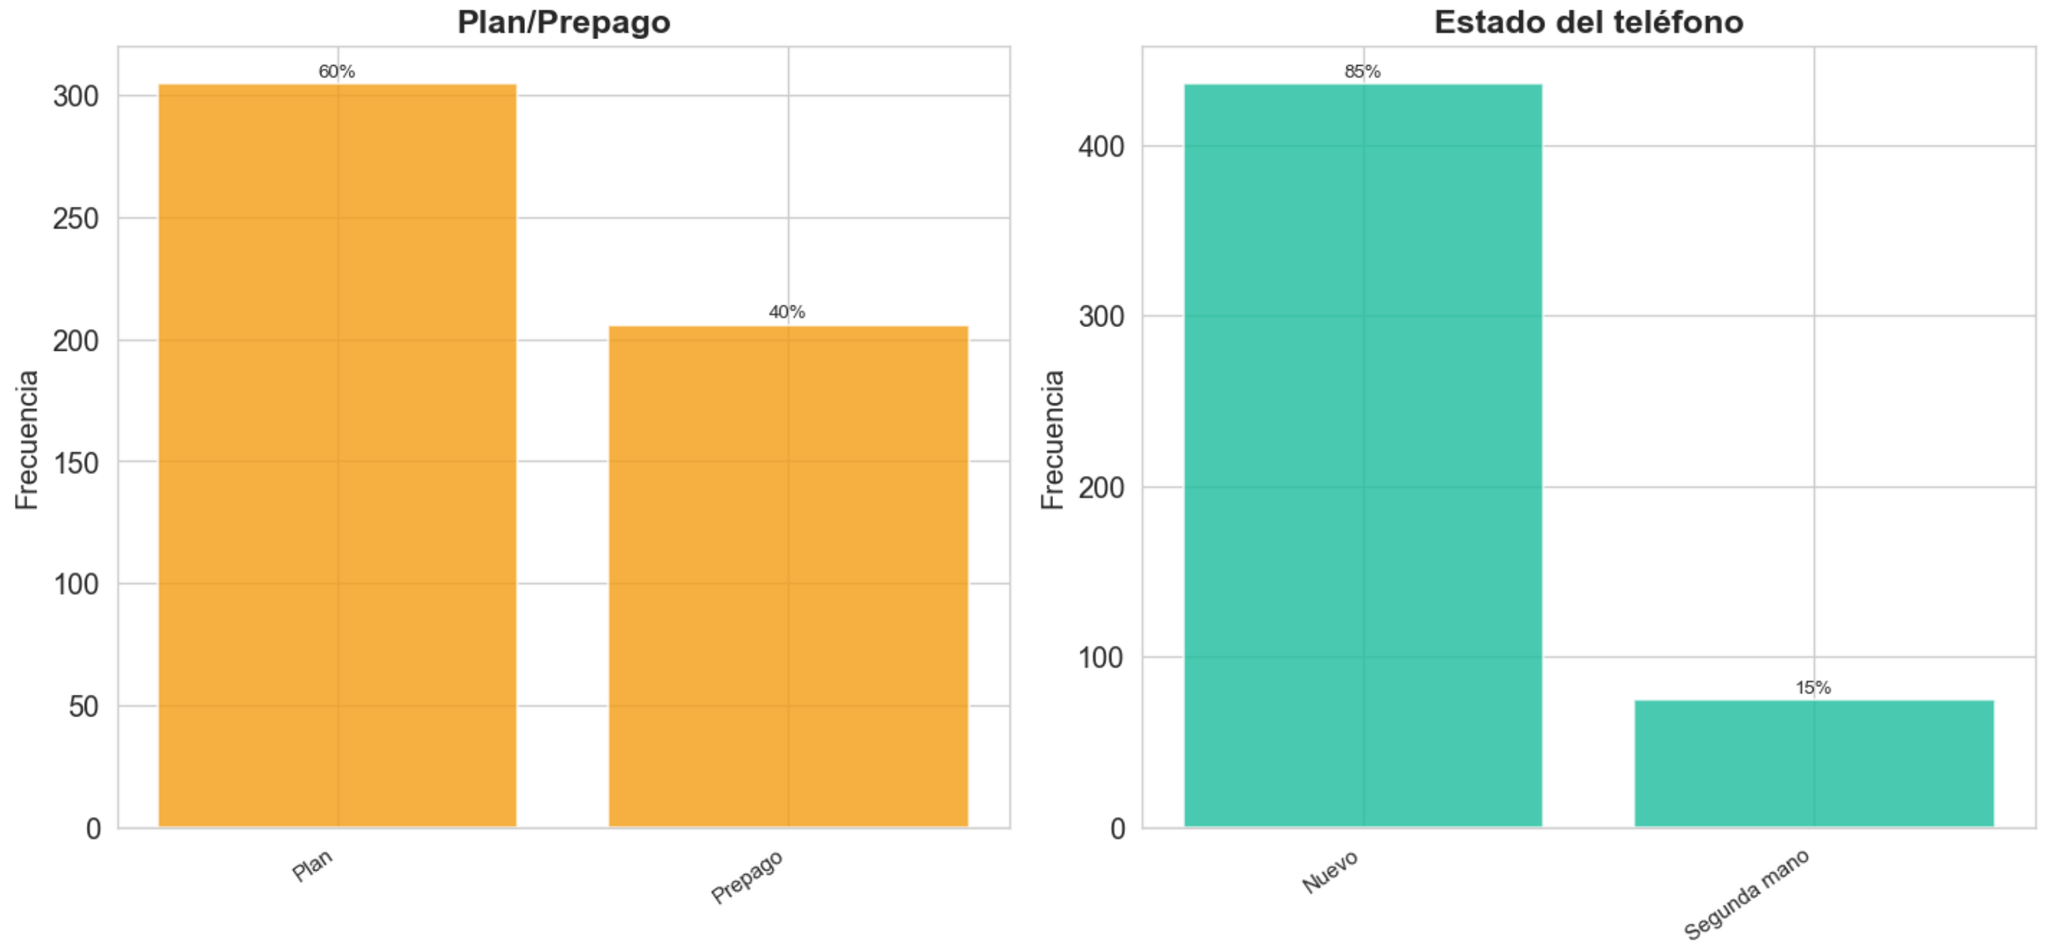 Plan/Prepago
60%
40%
300
250
200
150
100
50
0
Frecuencia
Plan
Prepago
Estado del teléfono
85%
15%
400
300
200
100
0
Frecuencia
Nuevo
Segunda mano